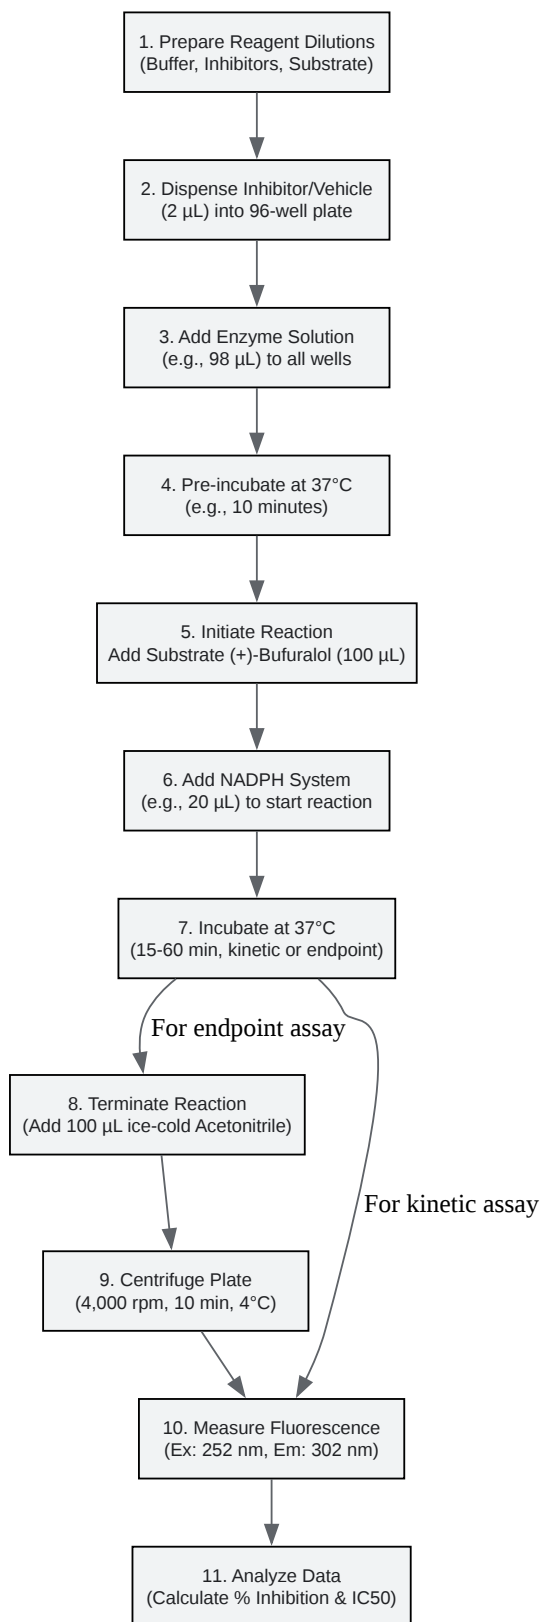 1. Prepare Reagent Dilutions
(Buffer, Inhibitors, Substrate)
2. Dispense Inhibitor/Vehicle
(2 µL) into 96-well plate
3. Add Enzyme Solution
(e.g., 98 µL) to all wells
4. Pre-incubate at 37°C
(e.g., 10 minutes)
5. Initiate Reaction
Add Substrate (+)-Bufuralol (100 µL)
6. Add NADPH System
(e.g., 20 µL) to start reaction
7. Incubate at 37°C
(15-60 min, kinetic or endpoint)
For endpoint assay
8. Terminate Reaction
(Add 100 µL ice-cold Acetonitrile)
For kinetic assay
9. Centrifuge Plate
(4,000 rpm, 10 min, 4°C)
10. Measure Fluorescence
(Ex: 252 nm, Em: 302 nm)
11. Analyze Data
(Calculate % Inhibition & IC50)